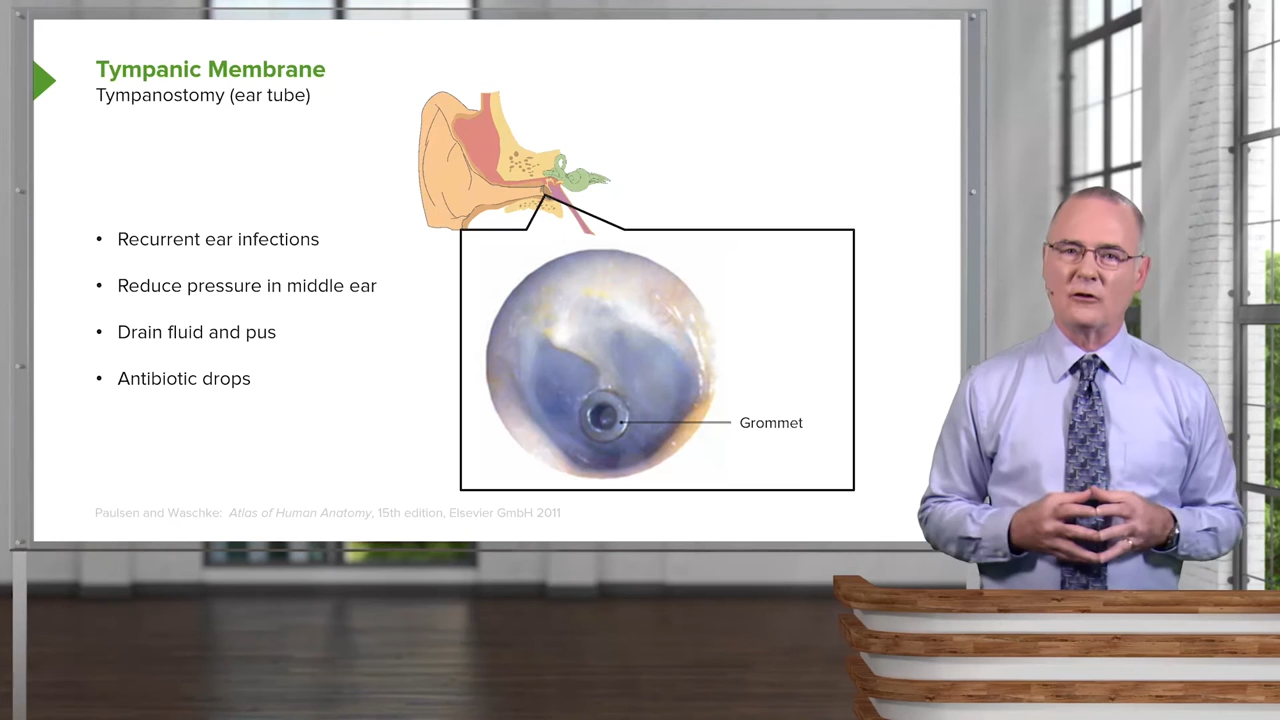 Tympanic Membrane
Tympanostomy (ear tube)
• Recurrent ear infections
• Reduce pressure in middle ear
• Drain fluid and pus
• Antibiotic drops
Grommet
Paulsen and Waschke: Atlas of Human Anatomy, 15th edition, Elsevier GmbH 2011